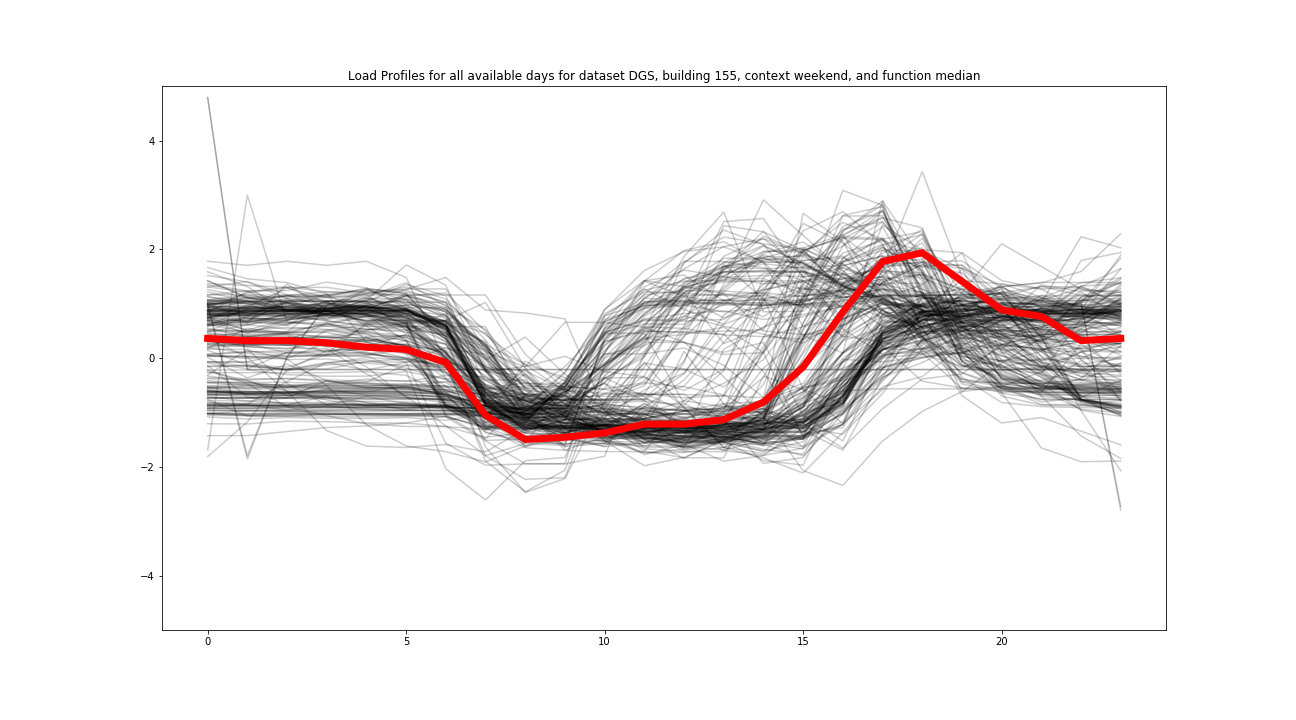 Load Profiles for all available days for dataset DGS, building 155, context weekend, and function median
4
2
0
−2
−4
0 5 10 15 20